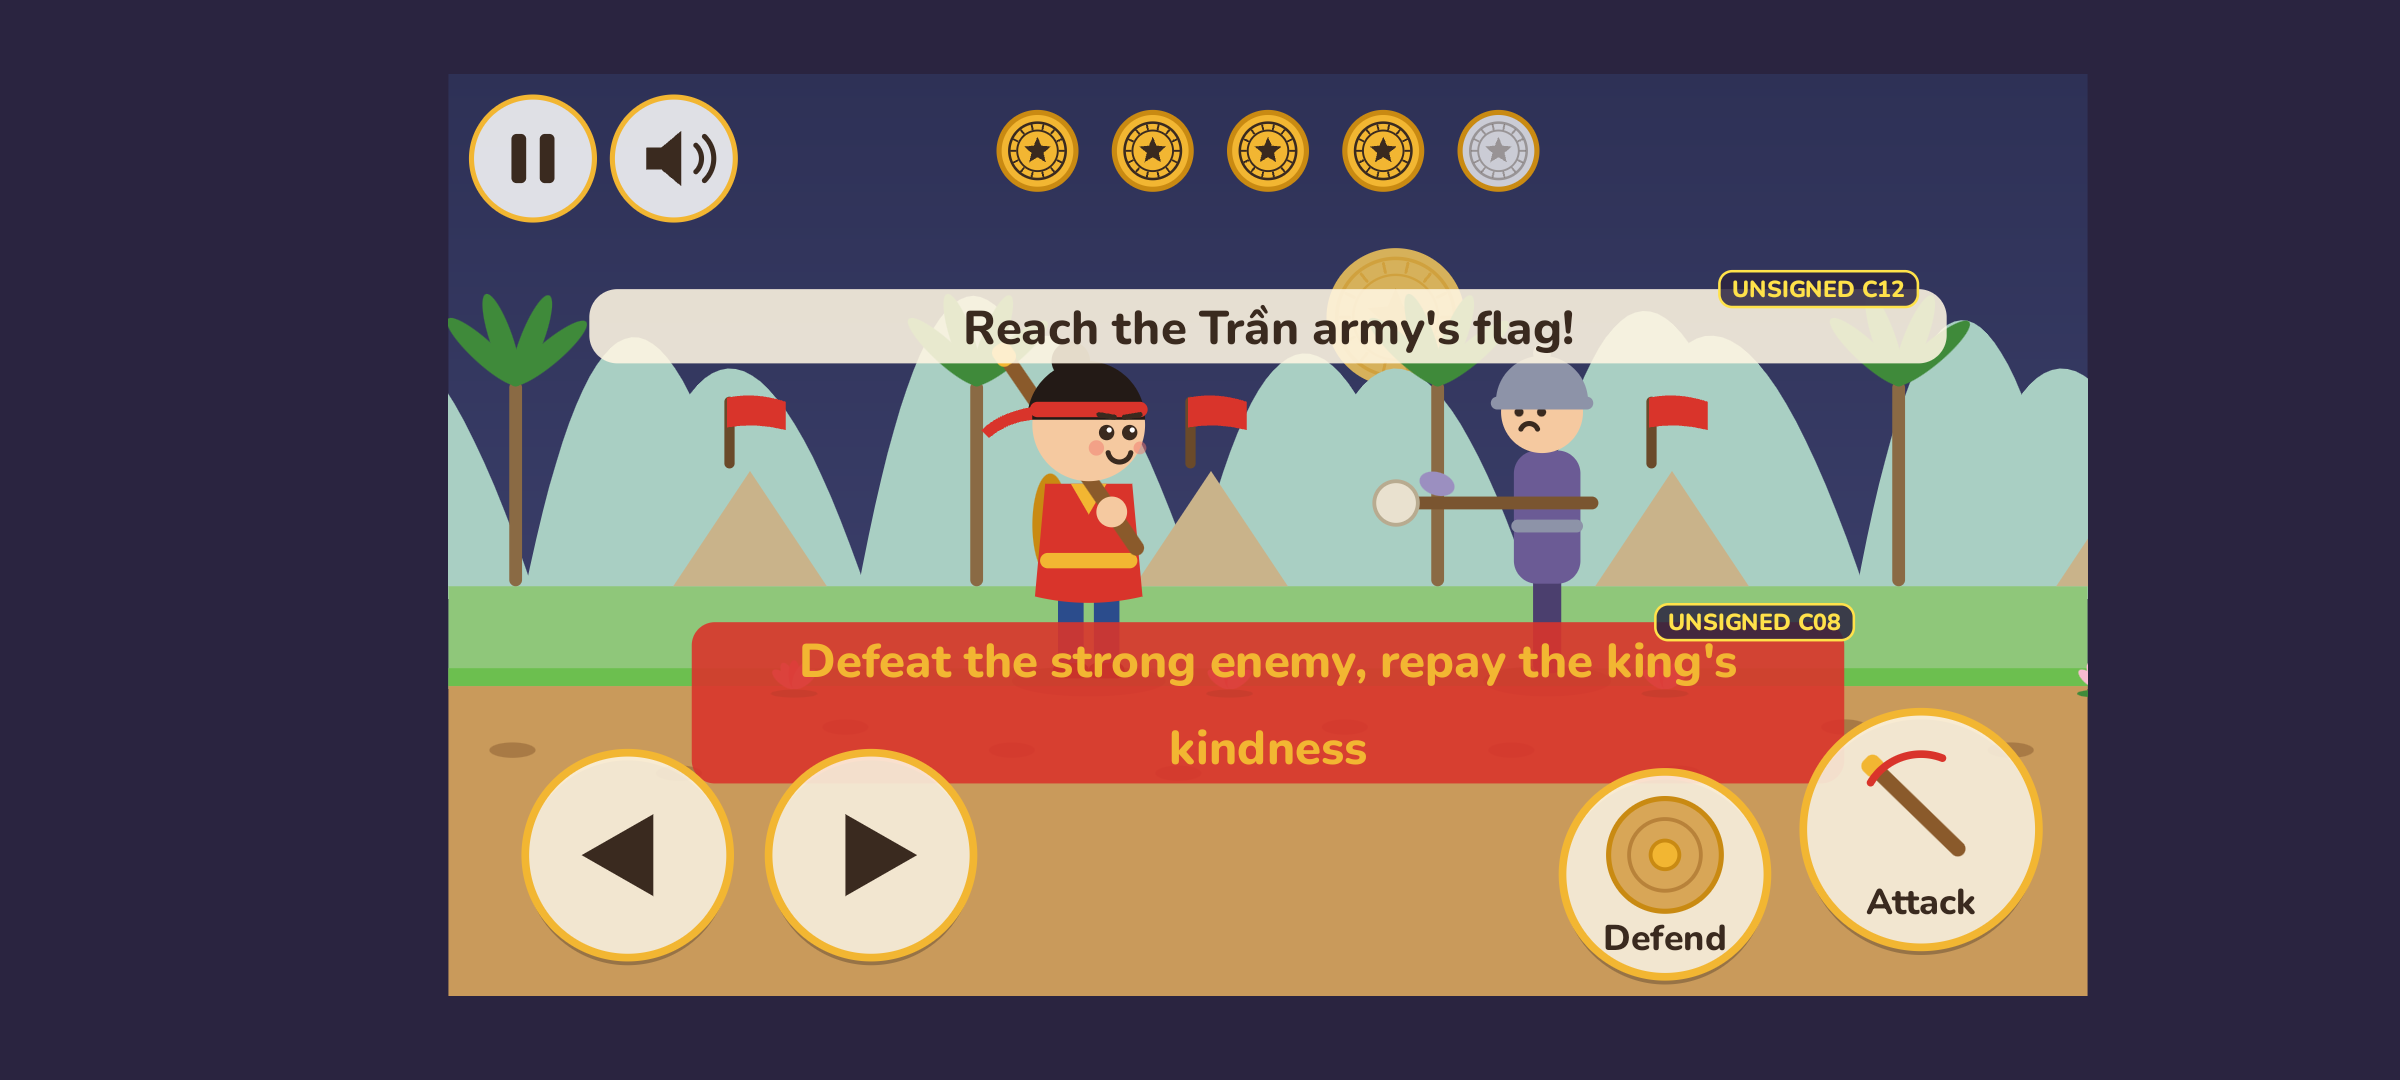 UNSIGNED C12
Reach the Trần army's flag!
UNSIGNED C08
Defeat the strong enemy, repay the king's
kindness
Attack
Defend